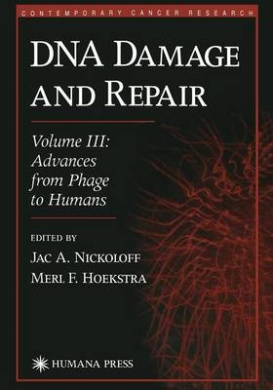 CONTEMPORARY CANCER RESEARCH
DNA DAMAGE
AND REPAIR
Volume III:
Advances
from Phage
to Humans
EDITED BY
JAC A. NICKOLOFF
MERL F. HOEKSTRA
HUMANA PRESS